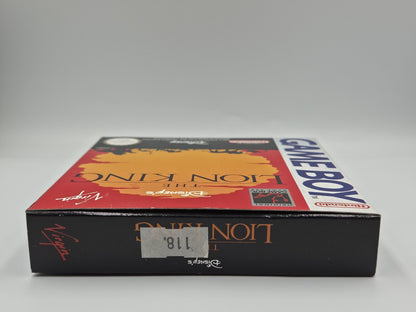 GAME BOY
Nintendo
Disney's
THE
LION KING
Virgin
Virgin
Disney's
T
LION KING
118.